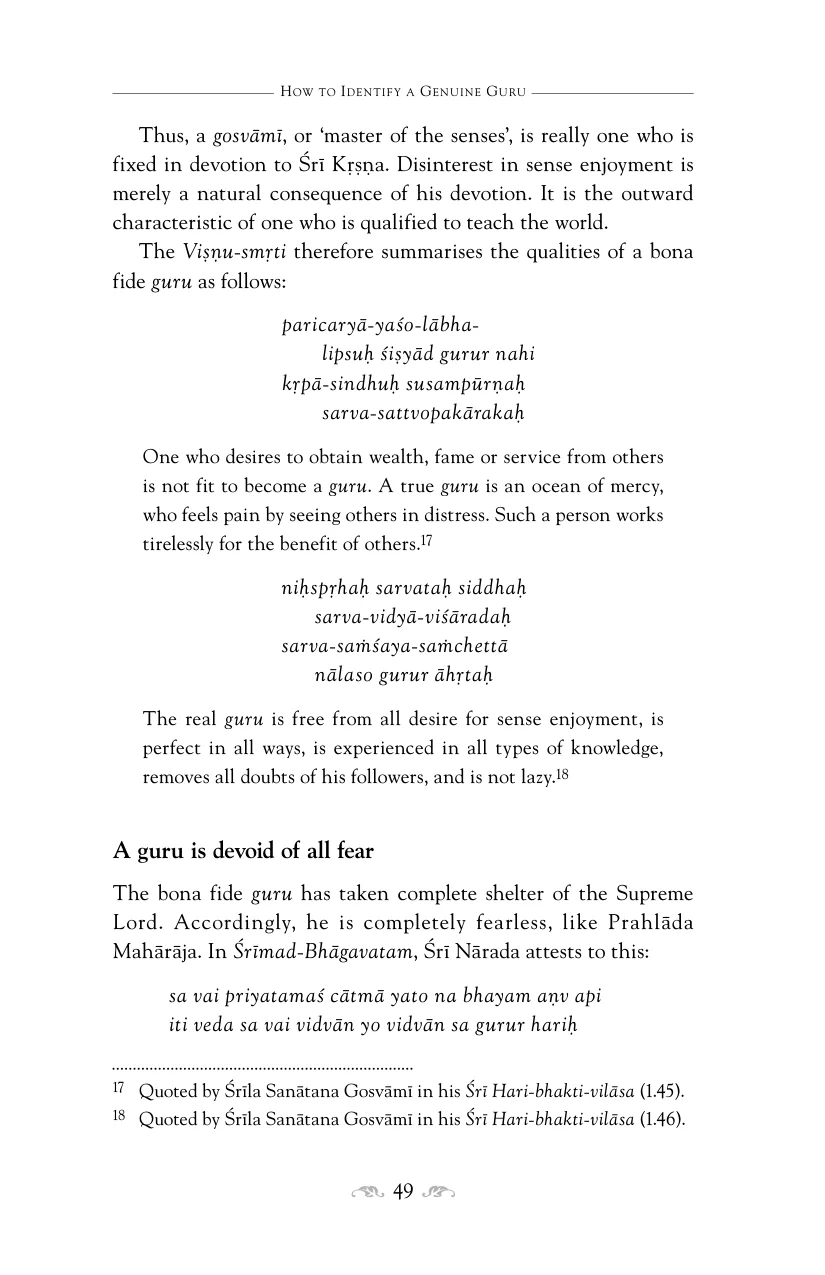 How to Identify a Genuine Guru
Thus, a gosvāmī, or ‘master of the senses’, is really one who is
fixed in devotion to Śrī Kṛṣṇa. Disinterest in sense enjoyment is
merely a natural consequence of his devotion. It is the outward
characteristic of one who is qualified to teach the world.
The Viṣṇu-smṛti therefore summarises the qualities of a bona
fide guru as follows:
paricaryā-yaśo-lābha-
lipsuḥ śiṣyād gurur nahi
kṛpā-sindhuḥ susampūrṇaḥ
sarva-sattvopakārakaḥ
One who desires to obtain wealth, fame or service from others
is not fit to become a guru. A true guru is an ocean of mercy,
who feels pain by seeing others in distress. Such a person works
tirelessly for the benefit of others.17
niḥspṛhaḥ sarvataḥ siddhaḥ
sarva-vidyā-viśāradaḥ
sarva-saṁśaya-saṁchettā
nālaso gurur āhṛtaḥ
The real guru is free from all desire for sense enjoyment, is
perfect in all ways, is experienced in all types of knowledge,
removes all doubts of his followers, and is not lazy.18
A guru is devoid of all fear
The bona fide guru has taken complete shelter of the Supreme
Lord. Accordingly, he is completely fearless, like Prahlāda
Mahārāja. In Śrīmad-Bhāgavatam, Śrī Nārada attests to this:
sa vai priyatamaś cātmā yato na bhayam aṇv api
iti veda sa vai vidvān yo vidvān sa gurur hariḥ
17 Quoted by Śrīla Sanātana Gosvāmī in his Śrī Hari-bhakti-vilāsa (1.45).
18 Quoted by Śrīla Sanātana Gosvāmī in his Śrī Hari-bhakti-vilāsa (1.46).
49